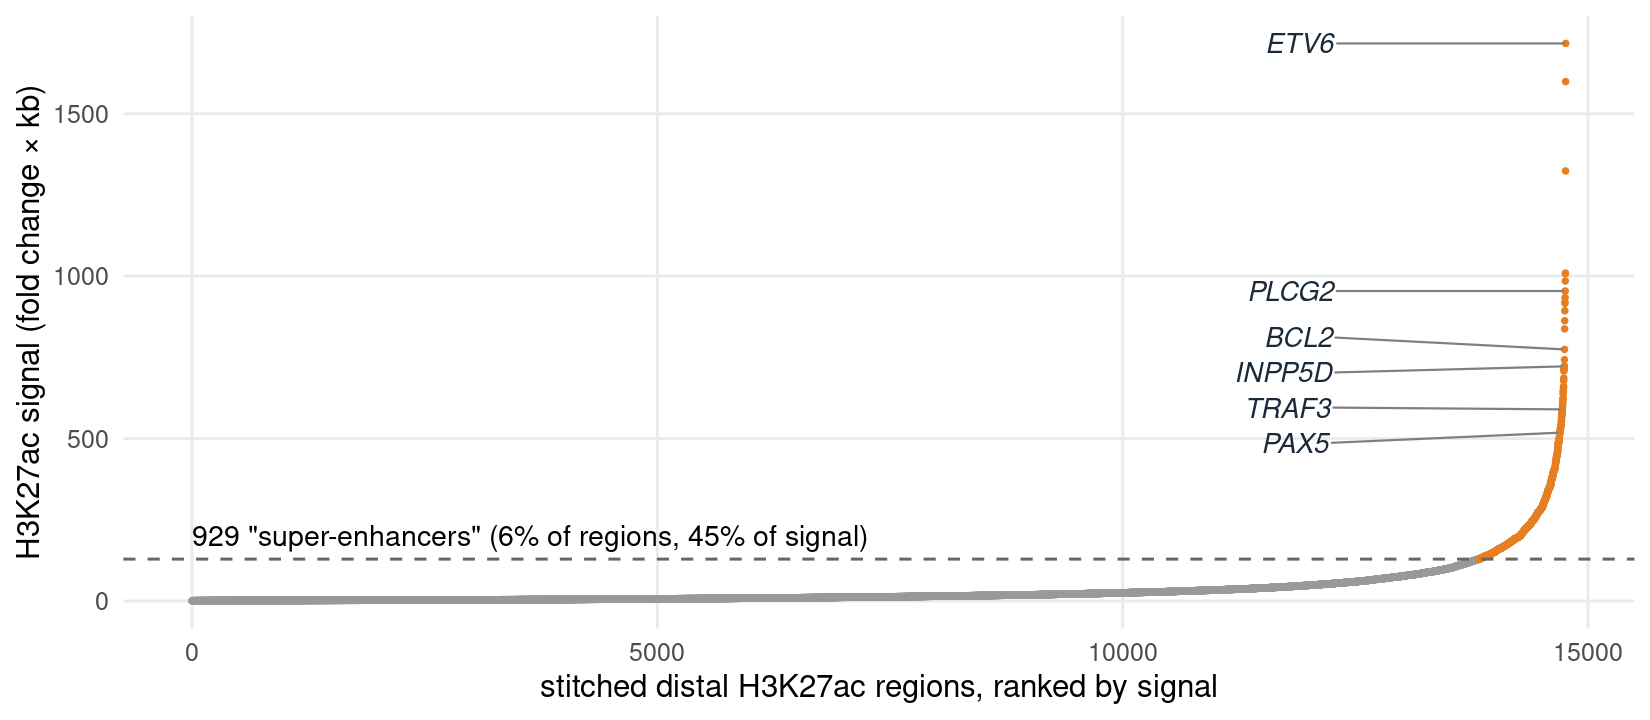 ETV6
1500
1000
PLCG2
BCL2
INPP5D
TRAF3
PAX5
500
929 "super-enhancers" (6% of regions, 45% of signal)
0
0 5000 10000 15000
stitched distal H3K27ac regions, ranked by signal
H3K27ac signal (fold change × kb)